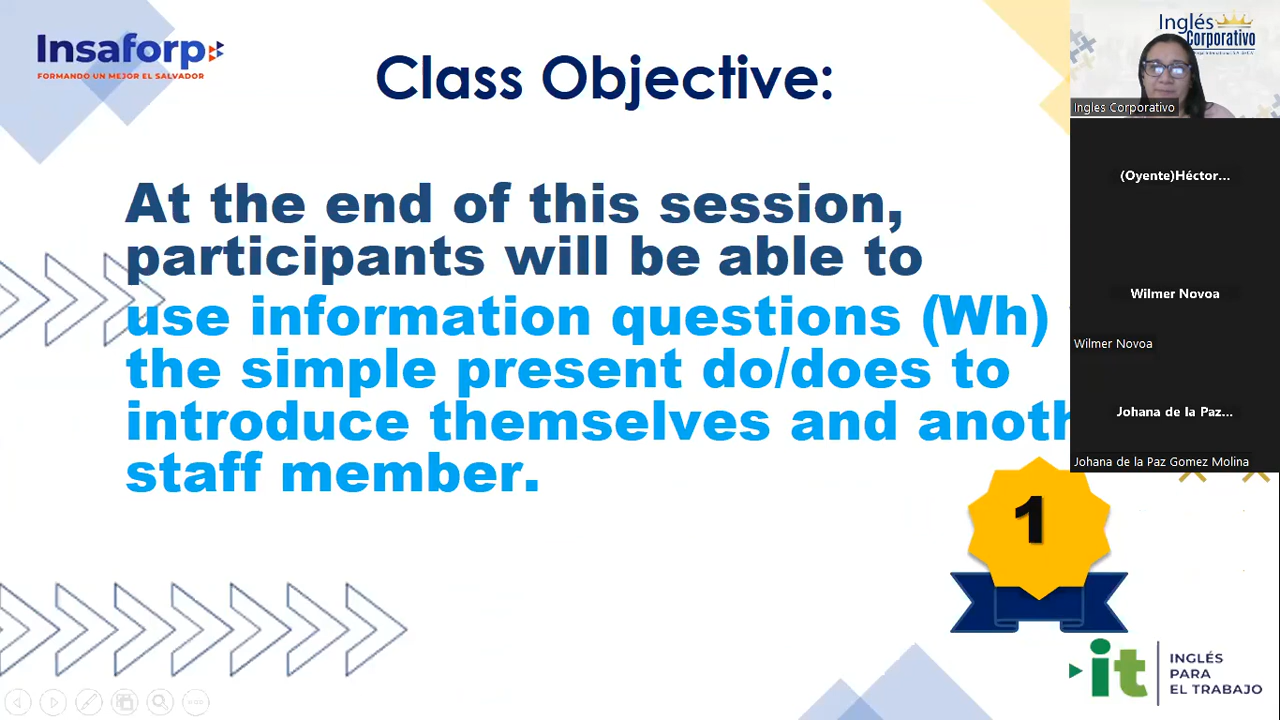 Insaforp
FORMANDO UN MEJOR EL SALVADOR
Class Objective:
At the end of this session,
participants will be able to
use information questions (Wh)
the simple present do/does to
introduce themselves and anoth
staff member.
1
it
INGLÉS
PARA
EL TRABAJO
Inglés
Corporativo
Ingles Corporativo
(Oyente)Héctor...
Wilmer Novoa
Wilmer Novoa
Johana de la Paz...
Johana de la Paz Gomez Molina